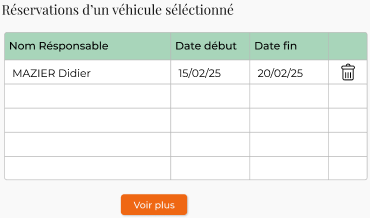 Réservations d’un véhicule séléctionné
Nom Résponsable Date début Date fin
MAZIER Didier 15/02/25 20/02/25
Voir plus